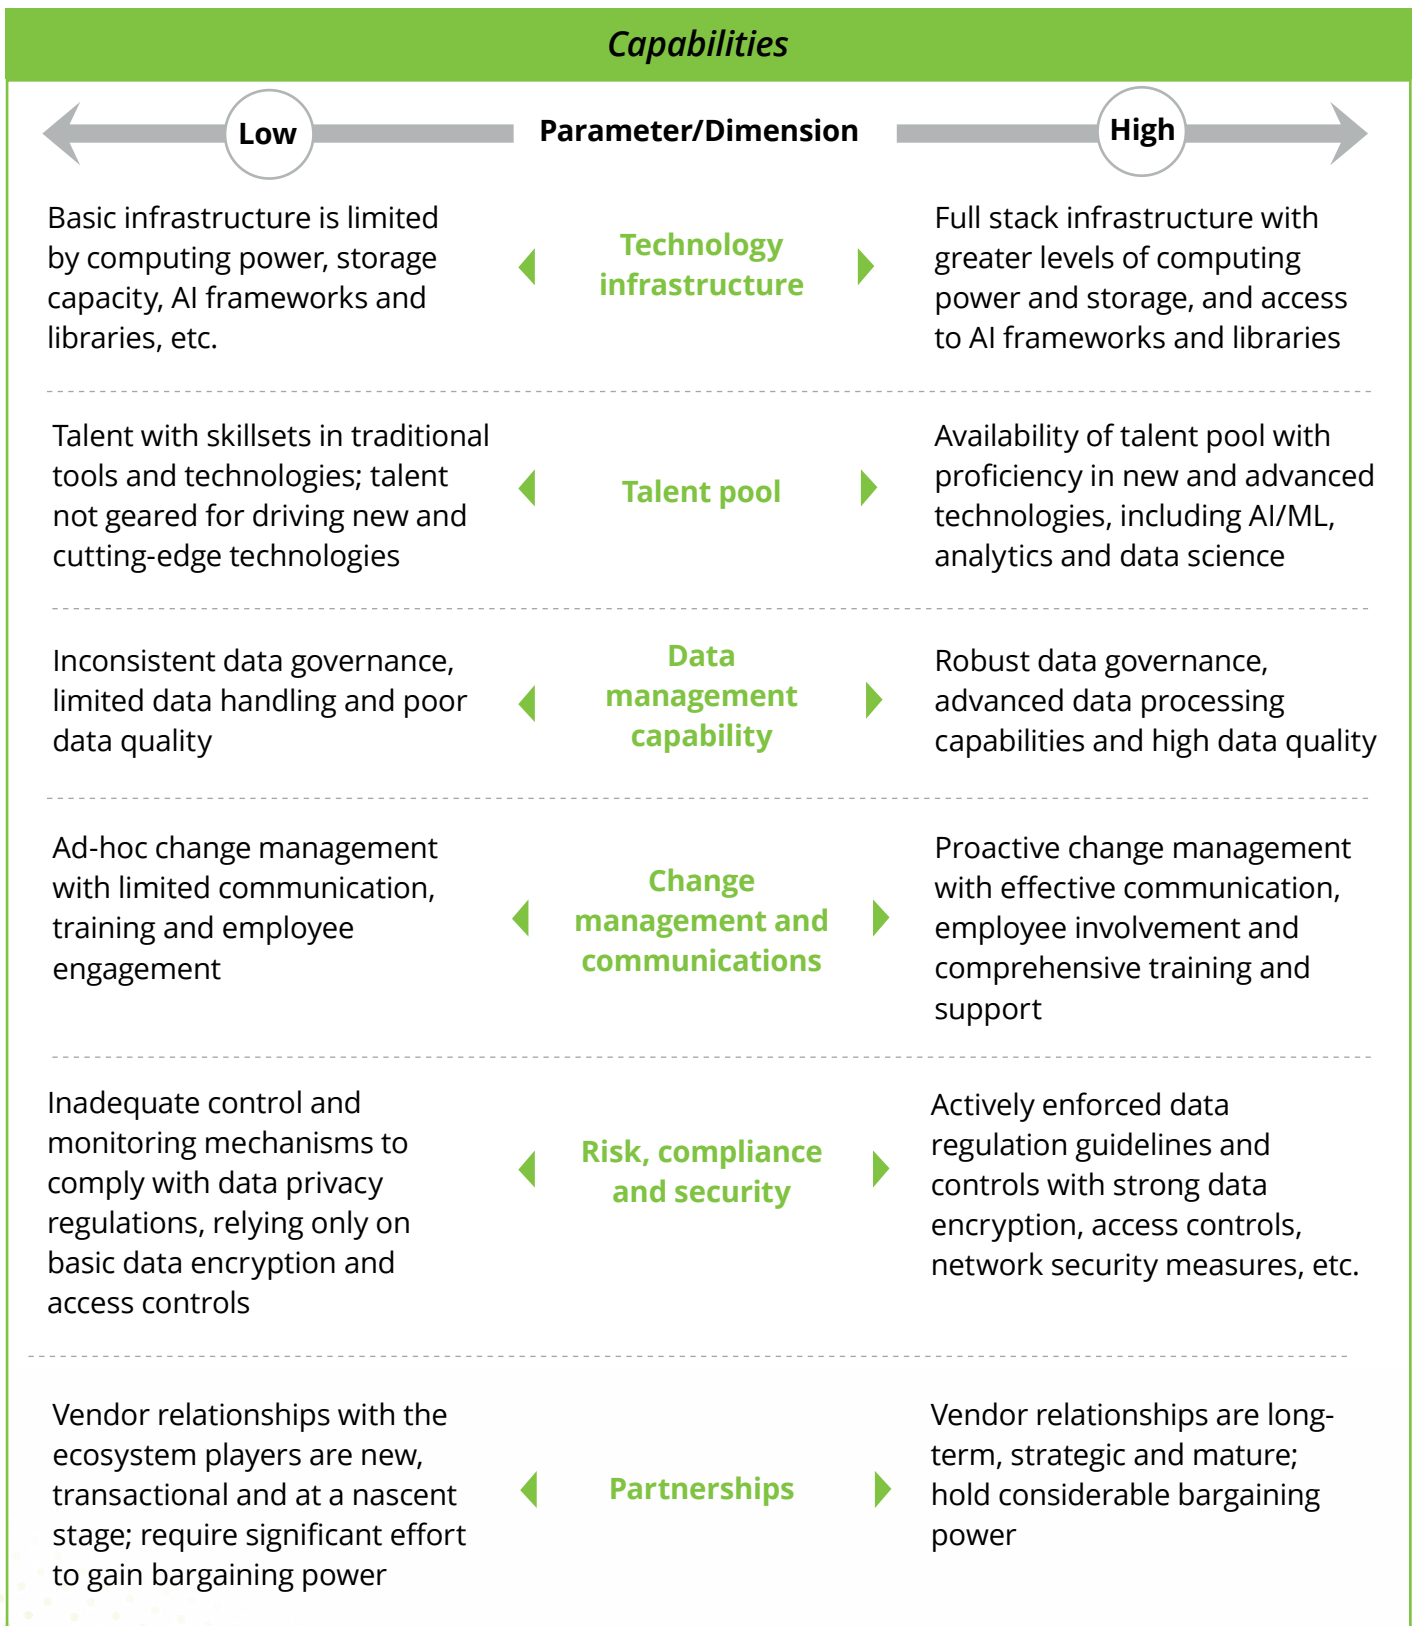 Capabilities
Low
Parameter/Dimension
High
Basic infrastructure is limited
by computing power, storage
capacity, AI frameworks and
libraries, etc.
Technology
infrastructure
Full stack infrastructure with
greater levels of computing
power and storage, and access
to AI frameworks and libraries
Talent with skillsets in traditional
tools and technologies; talent
not geared for driving new and
cutting-edge technologies
Talent pool
Availability of talent pool with
proficiency in new and advanced
technologies, including AI/ML,
analytics and data science
Inconsistent data governance,
limited data handling and poor
data quality
Data
management
capability
Robust data governance,
advanced data processing
capabilities and high data quality
Ad-hoc change management
with limited communication,
training and employee
engagement
Change
management and
communications
Proactive change management
with effective communication,
employee involvement and
comprehensive training and
support
Inadequate control and
monitoring mechanisms to
comply with data privacy
regulations, relying only on
basic data encryption and
access controls
Risk, compliance
and security
Actively enforced data
regulation guidelines and
controls with strong data
encryption, access controls,
network security measures, etc.
Vendor relationships with the
ecosystem players are new,
transactional and at a nascent
stage; require significant effort
to gain bargaining power
Partnerships
Vendor relationships are long-
term, strategic and mature;
hold considerable bargaining
power